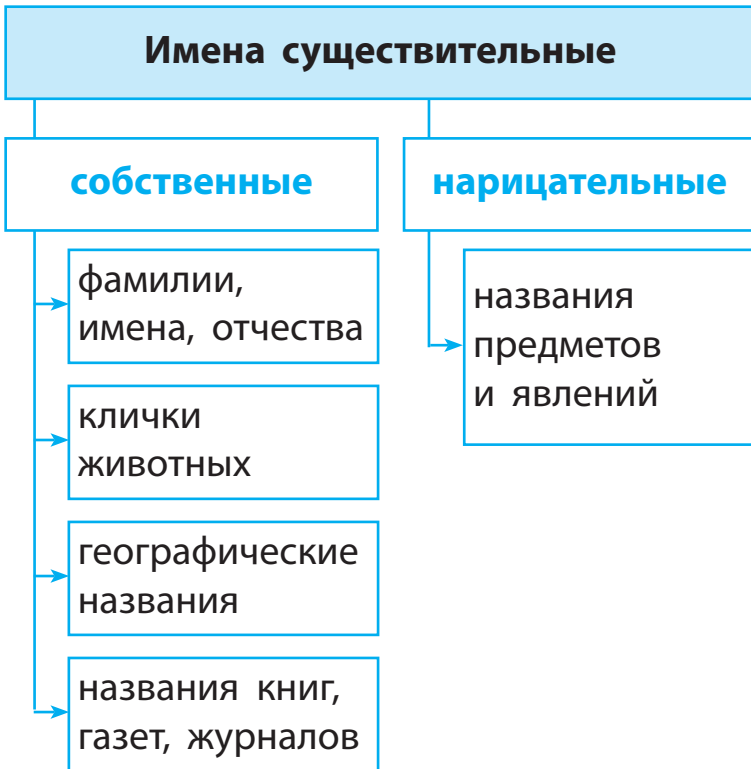 Имена существительные
собственные
нарицательные
фамилии,
имена, отчества
клички
животных
географические
названия
названия книг,
газет, журналов
названия
предметов
и явлений